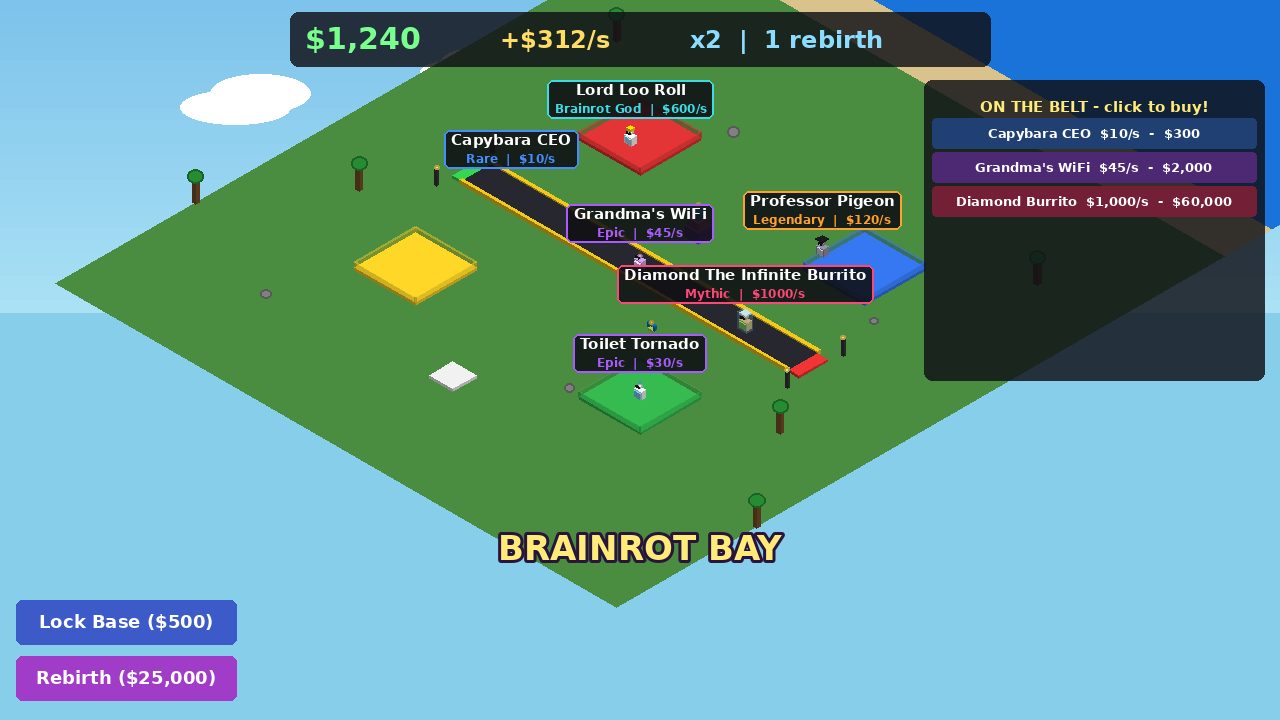 $1,240 +$312/s x2 | 1 rebirth
Lord Loo Roll
Brainrot God | $600/s
Capybara CEO
Rare | $10/s
Grandma's WiFi
Epic | $45/s
Professor Pigeon
Legendary | $120/s
Diamond The Infinite Burrito
Mythic | $1000/s
Toilet Tornado
Epic | $30/s
ON THE BELT - click to buy!
Capybara CEO $10/s - $300
Grandma's WiFi $45/s - $2,000
Diamond Burrito $1,000/s - $60,000
BRAINROT BAY
Lock Base ($500)
Rebirth ($25,000)